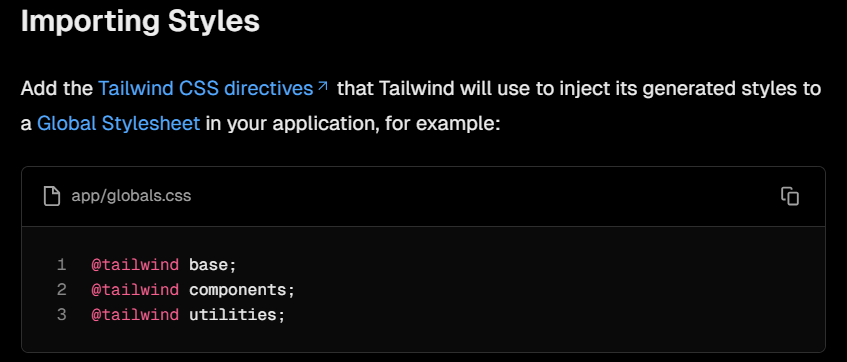 Importing Styles
Add the Tailwind CSS directives↗ that Tailwind will use to inject its generated styles to
a Global Stylesheet in your application, for example:
app/globals.css
1 @tailwind base;
2 @tailwind components;
3 @tailwind utilities;